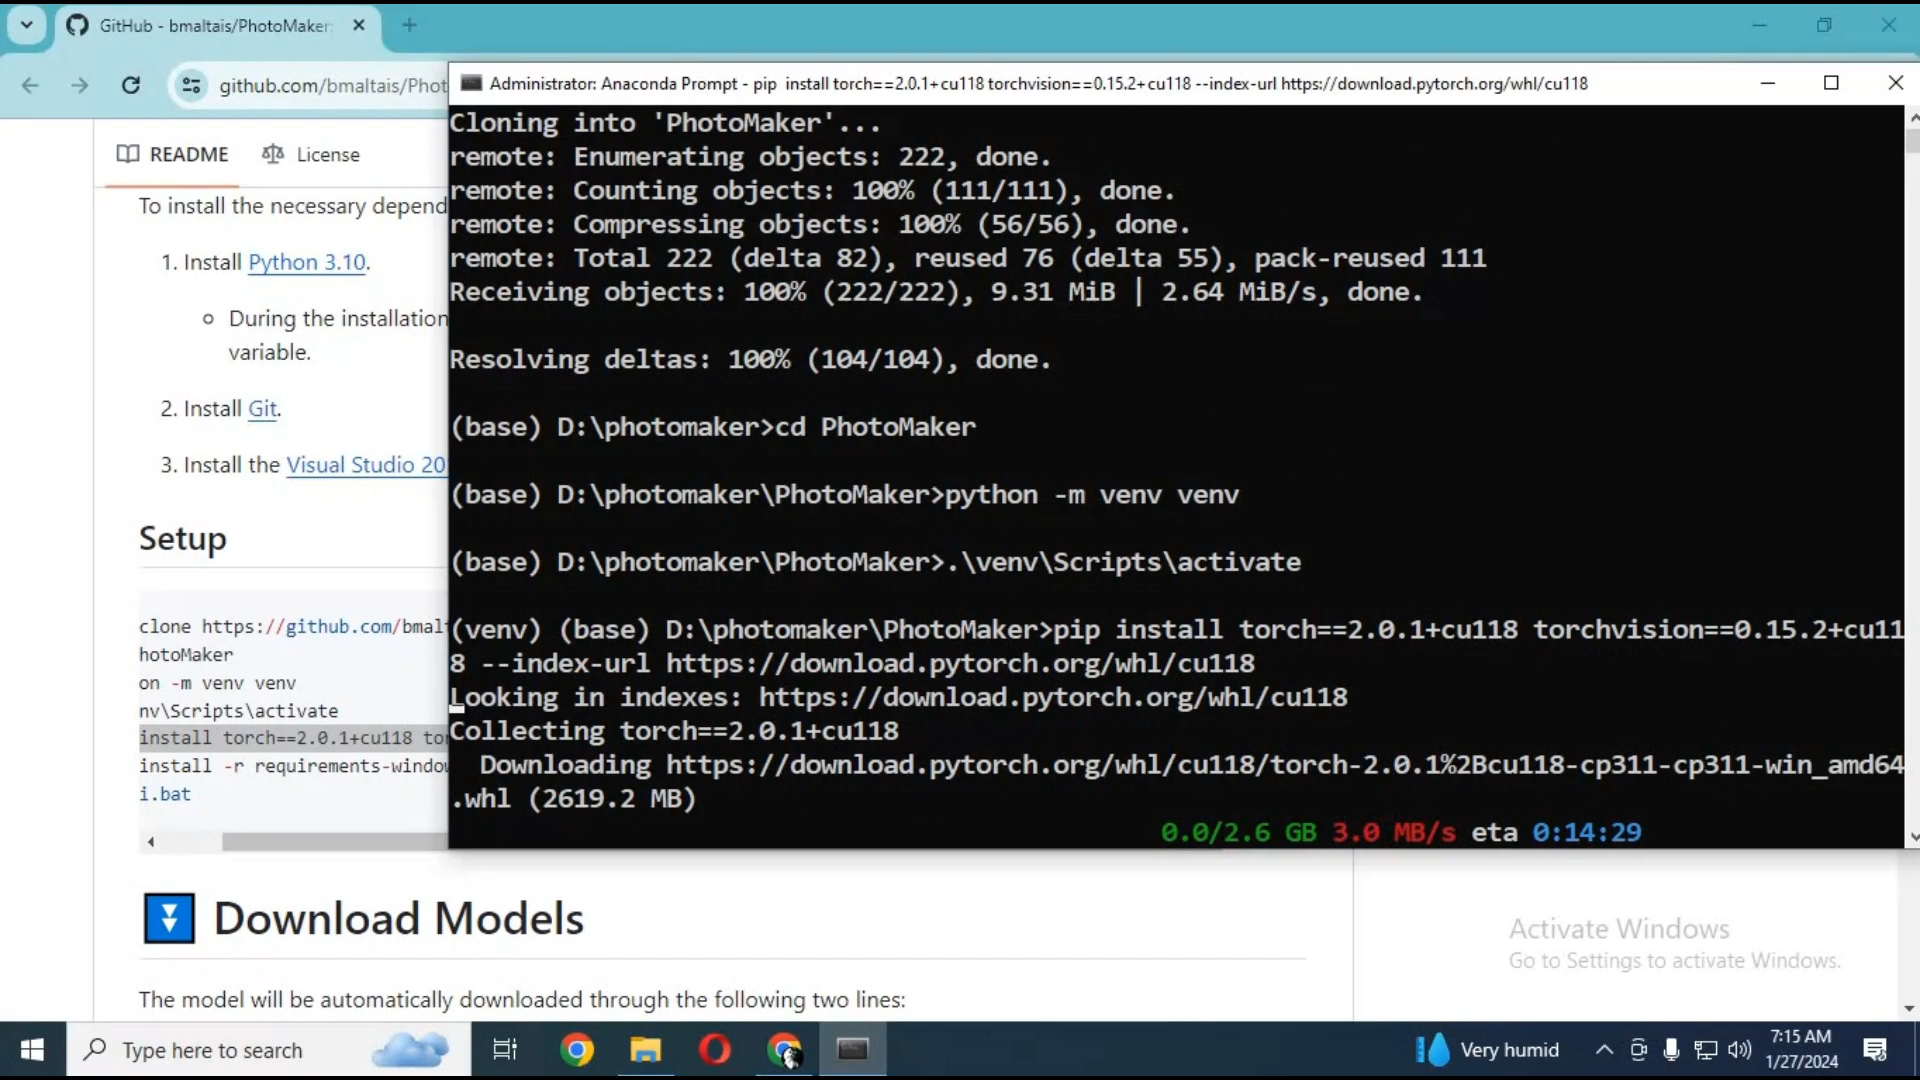 GitHub - bmaltais/PhotoMaker:
github.com/bmaltais/Phot
README
License
To install the necessary depend
1. Install Python 3.10.
During the installation
variable.
2. Install Git.
3. Install the Visual Studio 20
Setup
clone https://github.com/bmalt
hotoMaker
on -m venv venv
nv\Scripts\activate
install torch==2.0.1+cu118 tor
install -r requirements-window
i.bat
Administrator: Anaconda Prompt - pip install torch==2.0.1+cu118 torchvision==0.15.2+cu118 --index-url https://download.pytorch.org/whl/cu118
Cloning into 'PhotoMaker'...
remote: Enumerating objects: 222, done.
remote: Counting objects: 100% (111/111), done.
remote: Compressing objects: 100% (56/56), done.
remote: Total 222 (delta 82), reused 76 (delta 55), pack-reused 111
Receiving objects: 100% (222/222), 9.31 MiB | 2.64 MiB/s, done.
Resolving deltas: 100% (104/104), done.
(base) D:\photomaker>cd PhotoMaker
(base) D:\photomaker\PhotoMaker>python -m venv venv
(base) D:\photomaker\PhotoMaker>.\venv\Scripts\activate
(venv) (base) D:\photomaker\PhotoMaker>pip install torch==2.0.1+cu118 torchvision==0.15.2+cu11
8 --index-url https://download.pytorch.org/whl/cu118
Looking in indexes: https://download.pytorch.org/whl/cu118
Collecting torch==2.0.1+cu118
Downloading https://download.pytorch.org/whl/cu118/torch-2.0.1%2Bcu118-cp311-cp311-win_amd64
.whl (2619.2 MB)
0.0/2.6 GB 3.0 MB/s eta 0:14:29
Download Models
The model will be automatically downloaded through the following two lines:
Activate Windows
Go to Settings to activate Windows.
Type here to search
Very humid
7:15 AM
1/27/2024